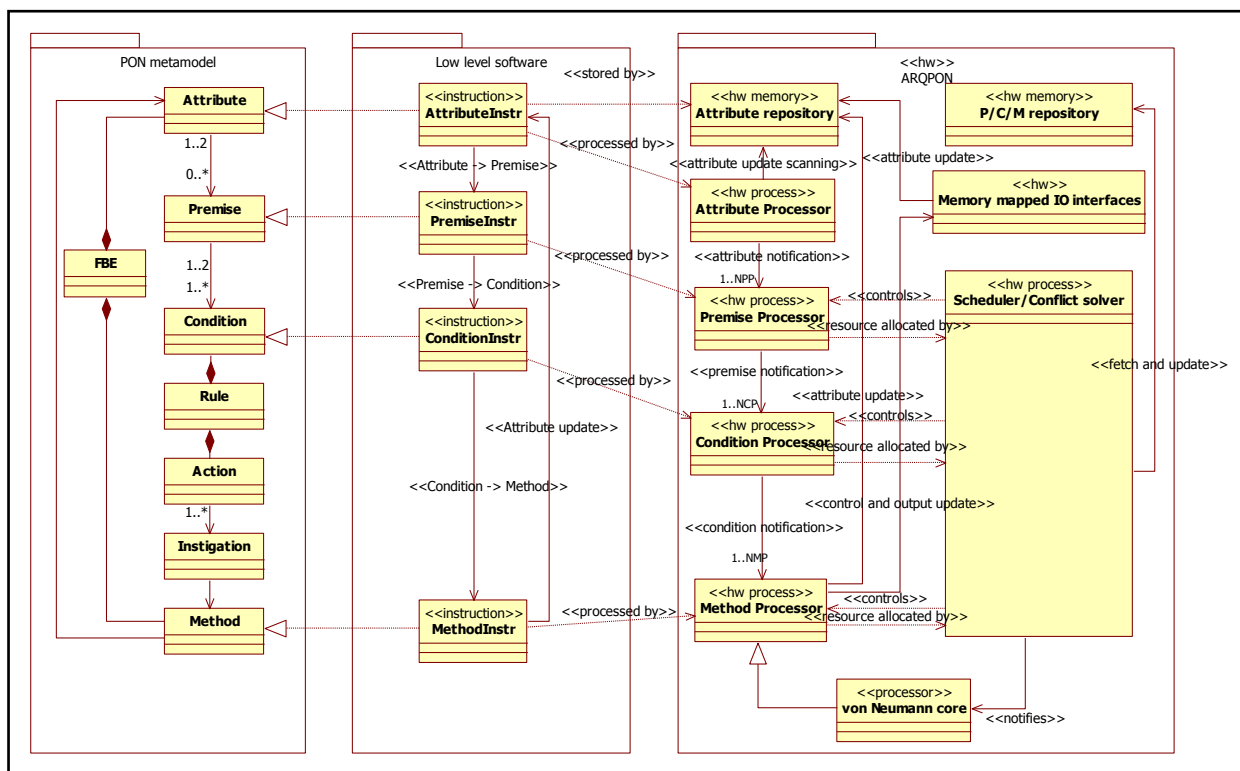 PON metamodel
Attribute
1..2
0..*
Premise
FBE
1..2
1..*
Condition
Rule
Action
1..*
Instigation
Method
Low level software
<<instruction>>
AttributeInstr
<<Attribute -> Premise>>
<<instruction>>
PremiseInstr
<<Premise -> Condition>>
<<instruction>>
ConditionInstr
<<Attribute update>>
<<Condition -> Method>>
<<instruction>>
MethodInstr
<<stored by>>
<<processed by>>
<<processed by>>
<<processed by>>
<<processed by>>
<<hw>>
ARQPON
<<hw memory>>
Attribute repository
<<hw memory>>
P/C/M repository
<<attribute update scanning>>
<<attribute update>>
<<hw process>>
Attribute Processor
<<hw>>
Memory mapped IO interfaces
<<attribute notification>>
1..NPP
<<hw process>>
Premise Processor
<<controls>>
<<resource allocated by>>
<<hw process>>
Scheduler/Conflict solver
<<fetch and update>>
<<premise notification>>
<<attribute update>>
1..NCP
<<controls>>
<<hw process>>
Condition Processor
<<resource allocated by>>
<<control and output update>>
<<condition notification>>
1..NMP
<<hw process>>
Method Processor
<<controls>>
<<resource allocated by>>
<<processor>>
von Neumann core
<<notifies>>